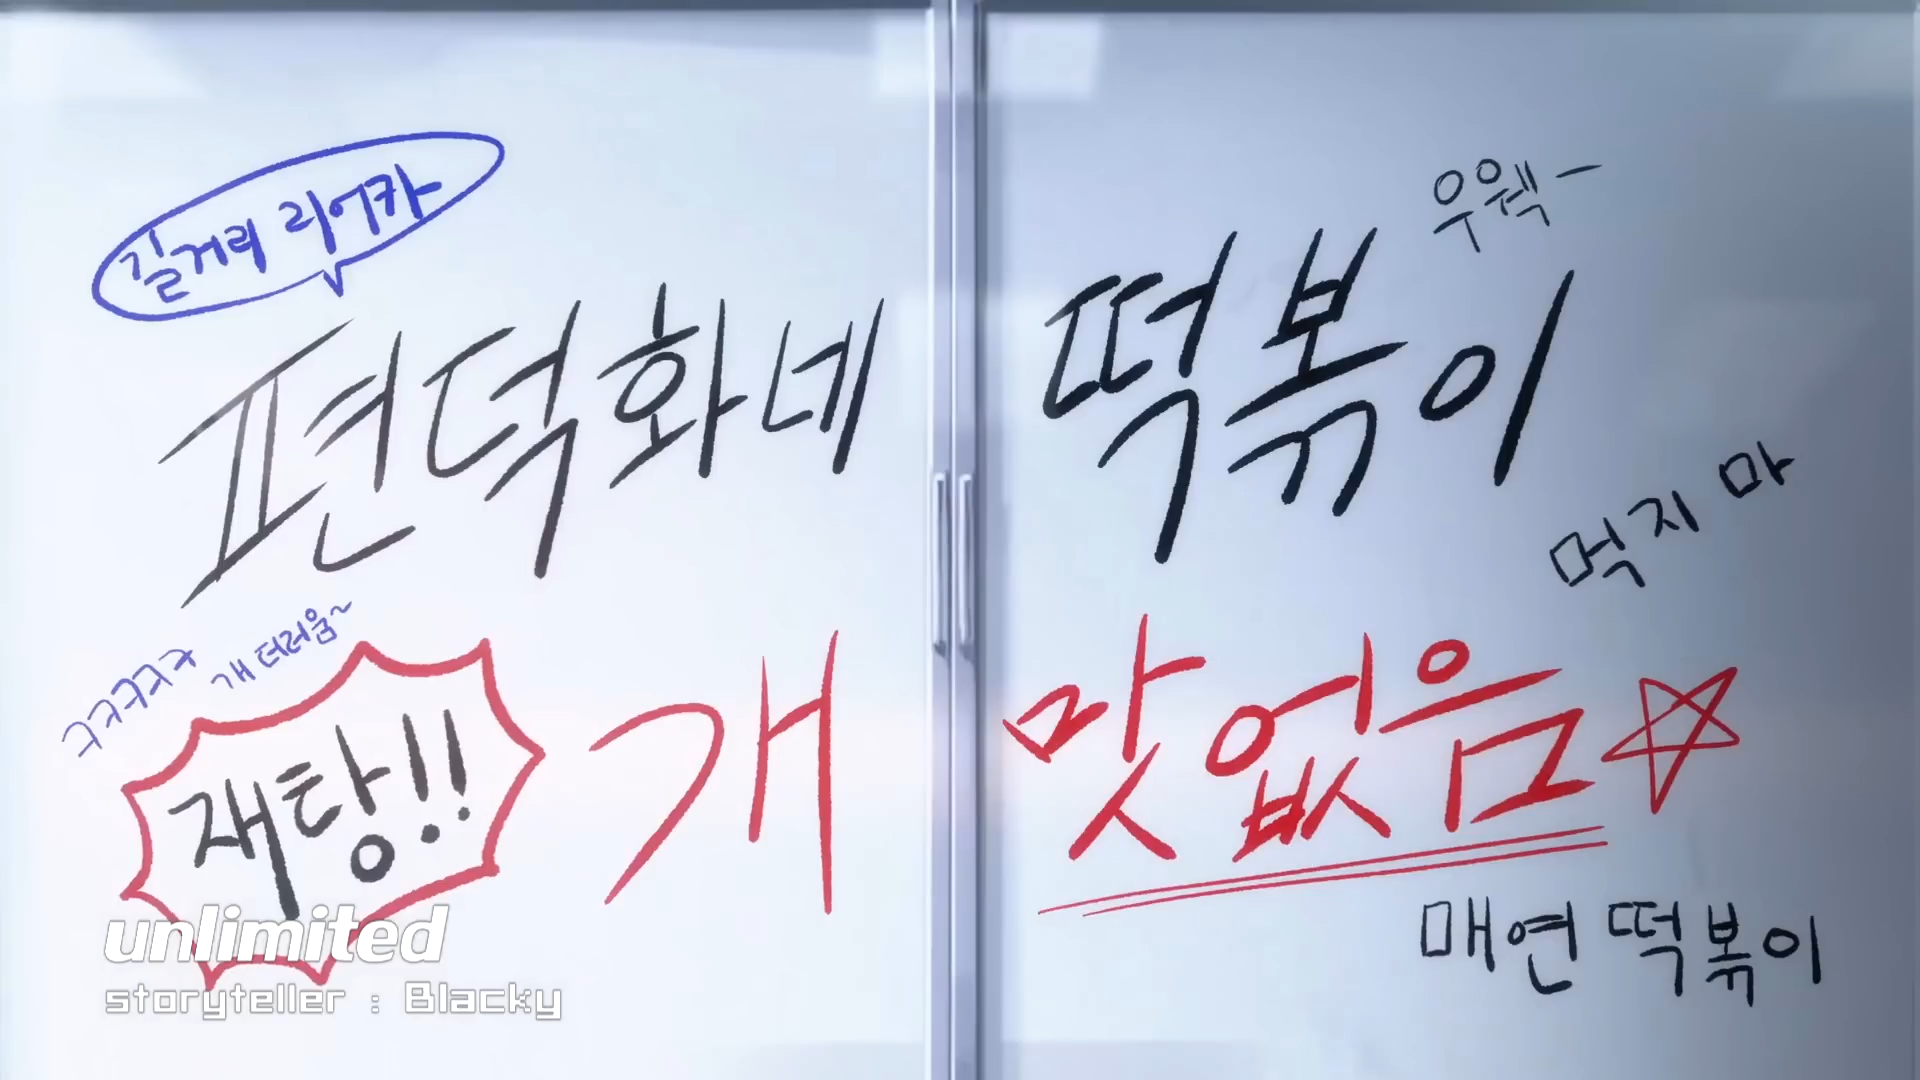 길거리 리어카
우웩ー
편덕화네 떡볶이
먹지 마
ㅋㅋㅋㅋㅋ 개 더러움~
재탕!! 개 맛없음☆
매연 떡볶이
unlimited
storyteller : Blacky